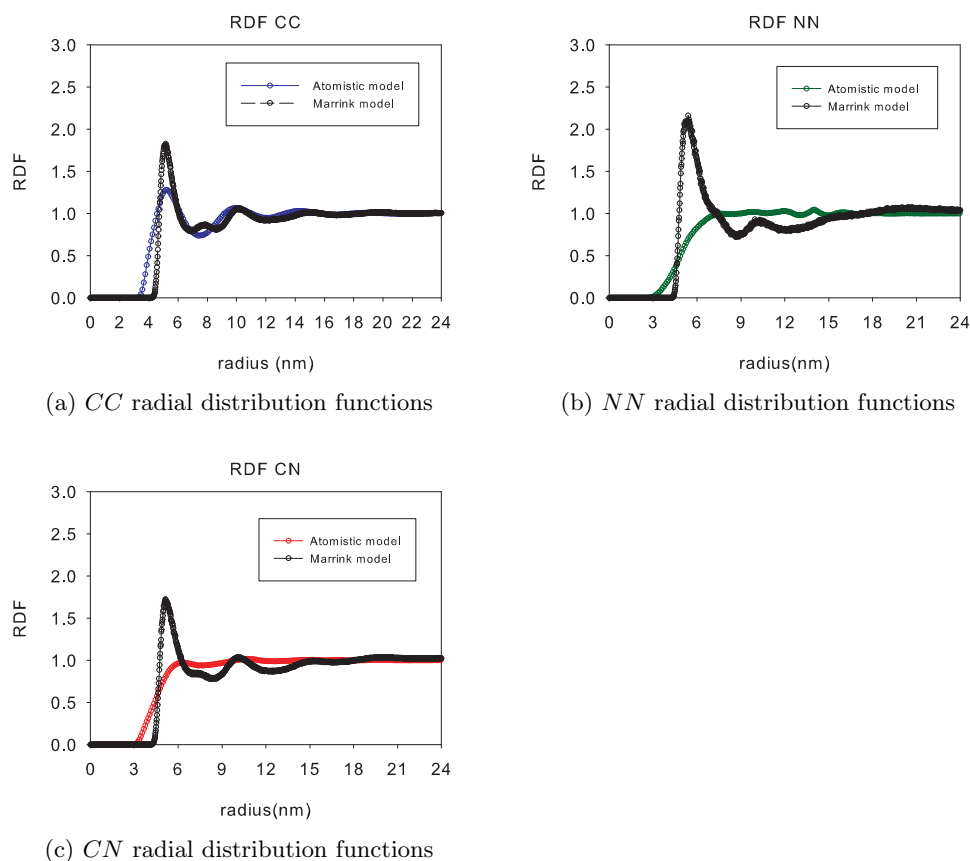 RDF CC
3.0
2.5
2.0
1.5
1.0
0.5
0.0
RDF
Atomistic model
Marrink model
0 2 4 6 8 10 12 14 16 18 20 22 24
radius (nm)
(a) CC radial distribution functions
RDF NN
3.0
2.5
2.0
1.5
1.0
0.5
0.0
RDF
Atomistic model
Marrink model
0 3 6 9 12 15 18 21 24
radius(nm)
(b) NN radial distribution functions
RDF CN
3.0
2.5
2.0
1.5
1.0
0.5
0.0
RDF
Atomistic model
Marrink model
0 3 6 9 12 15 18 21 24
radius(nm)
(c) CN radial distribution functions